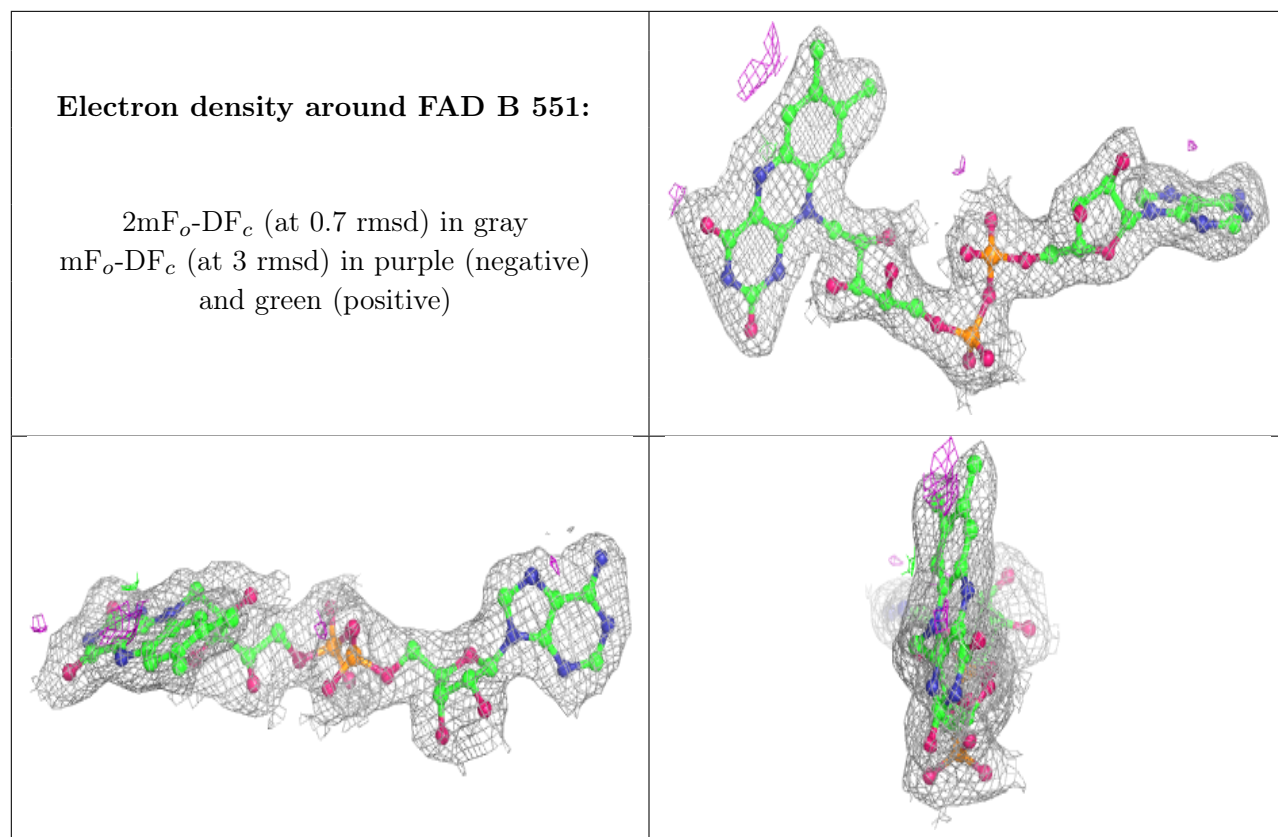 Electron density around FAD B 551:
2mFₒ-DF𝒸 (at 0.7 rmsd) in gray
mFₒ-DF𝒸 (at 3 rmsd) in purple (negative)
and green (positive)